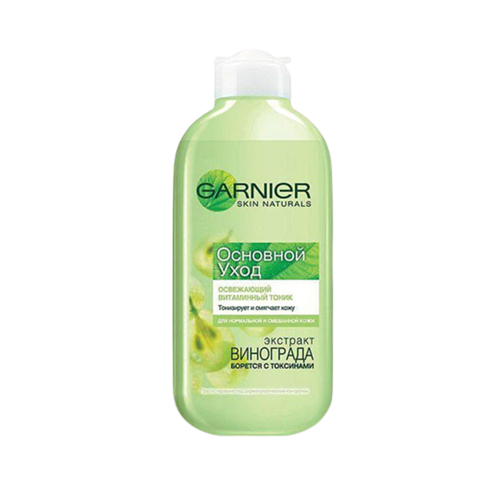 GARNIER
SKIN NATURALS
Основной
Уход
ОСВЕЖАЮЩИЙ
ВИТАМИННЫЙ ТОНИК
Тонизирует и смягчает кожу
ДЛЯ НОРМАЛЬНОЙ И СМЕШАННОЙ КОЖИ
экстракт
ВИНОГРАДА
БОРЕТСЯ С ТОКСИНАМИ